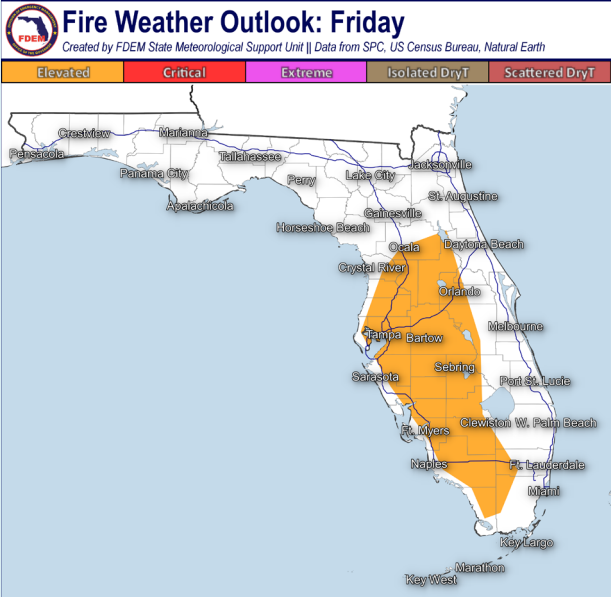 Fire Weather Outlook: Friday
Created by FDEM State Meteorological Support Unit || Data from SPC, US Census Bureau, Natural Earth
FDEM
Elevated
Critical
Extreme
Isolated DryT
Scattered DryT
Crestview
Marianna
Pensacola
Tallahassee
Jacksonville
Panama City
Perry
Lake City
Apalachicola
St. Augustine
Gainesville
Horseshoe Beach
Ocala
Daytona Beach
Crystal River
Orlando
Melbourne
Tampa
Bartow
Sebring
Sarasota
Port St. Lucie
Clewiston
W. Palm Beach
Ft. Myers
Naples
Ft. Lauderdale
Miami
Key Largo
Marathon
Key West